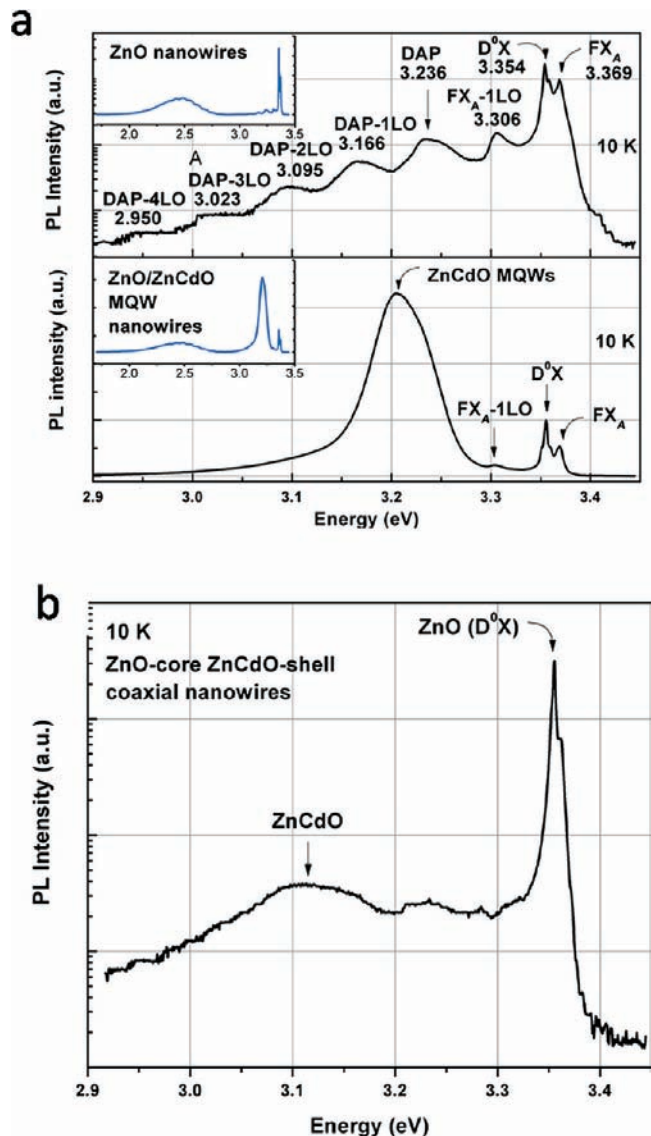 a
ZnO nanowires
2.0 2.5 3.0 3.5
PL Intensity (a.u.)
DAP
3.236
D⁰X
3.354
FX_A
3.369
FX_A-1LO
3.306
DAP-1LO
3.166
DAP-2LO
3.095
A
DAP-3LO
3.023
DAP-4LO
2.950
10 K
ZnO/ZnCdO
MQW
nanowires
2.0 2.5 3.0 3.5
PL intensity (a.u.)
ZnCdO MQWs
10 K
D⁰X
FX_A-1LO
FX_A
2.9 3.0 3.1 3.2 3.3 3.4
Energy (eV)
b
10 K
ZnO-core ZnCdO-shell
coaxial nanowires
ZnO (D⁰X)
ZnCdO
PL Intensity (a.u.)
2.9 3.0 3.1 3.2 3.3 3.4
Energy (eV)